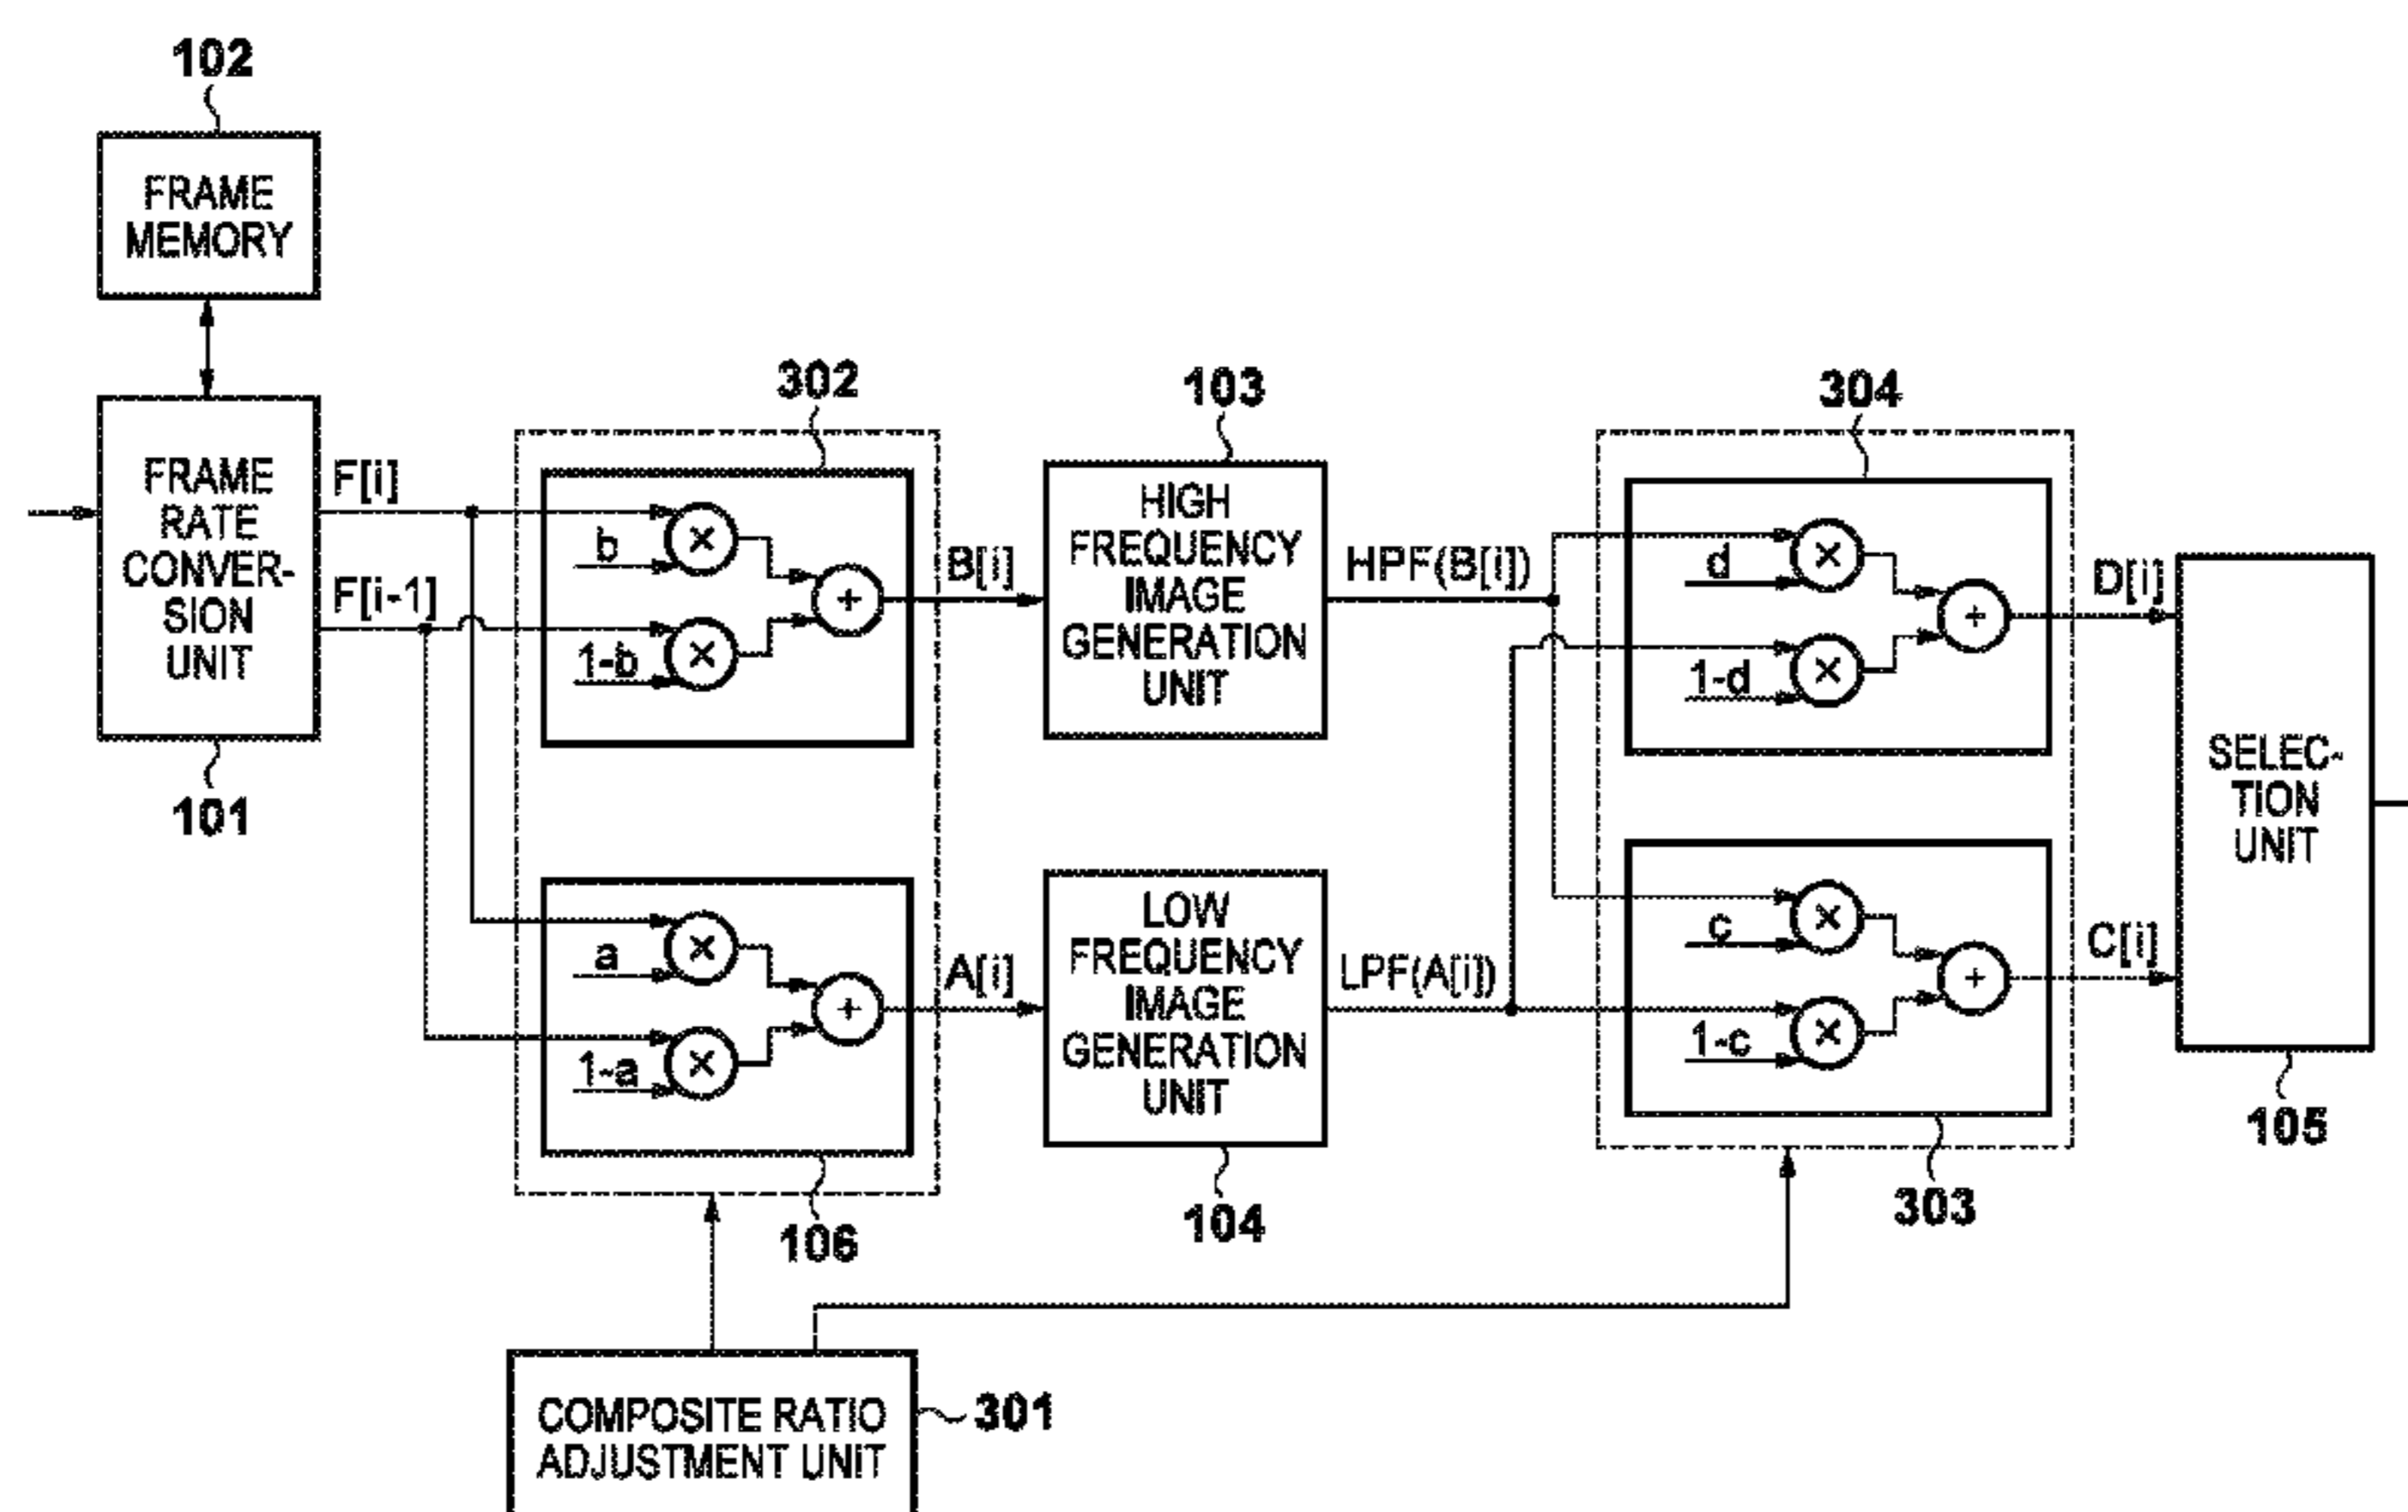 102
FRAME
MEMORY
302
103
304
FRAME
RATE
CONVER-
SION
UNIT
101
F[i]
F[i-1]
b
×
1-b
×
+
B[i]
HIGH
FREQUENCY
IMAGE
GENERATION
UNIT
HPF(B[i])
d
×
1-d
×
+
D[i]
SELEC-
TION
UNIT
105
a
×
1-a
×
+
A[i]
LOW
FREQUENCY
IMAGE
GENERATION
UNIT
LPF(A[i])
c
×
1-c
×
+
C[i]
106
104
303
COMPOSITE RATIO
ADJUSTMENT UNIT
301